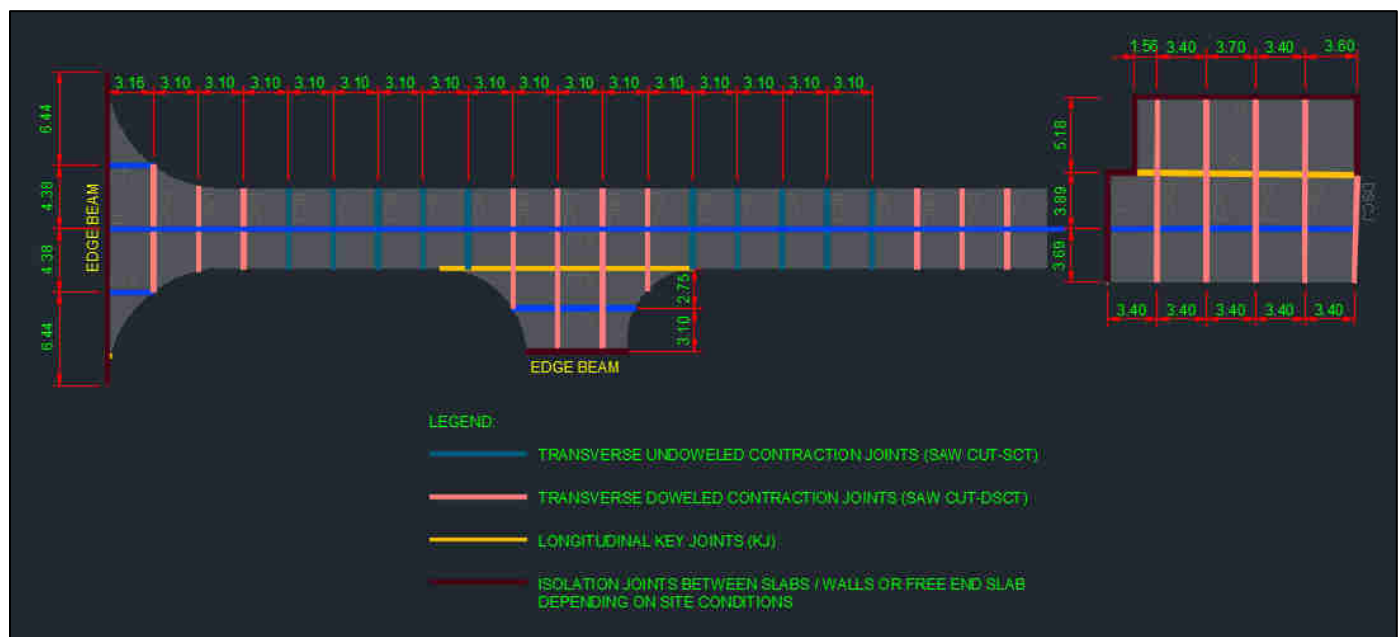 1.56 3.40 3.70 3.40 3.60
3.16 3.10 3.10 3.10 3.10 3.10 3.10 3.10 3.10 3.10 3.10 3.10 3.10 3.10 3.10 3.10 3.10
6.44
4.38
4.38
6.44
EDGE BEAM
5.18
3.89
3.69
2.75
3.10
EDGE BEAM
3.40 3.40 3.40 3.40 3.40
LEGEND:
TRANSVERSE UNDOWELED CONTRACTION JOINTS (SAW CUT-SCT)
TRANSVERSE DOWELED CONTRACTION JOINTS (SAW CUT-DSCT)
LONGITUDINAL KEY JOINTS (KJ)
ISOLATION JOINTS BETWEEN SLABS / WALLS OR FREE END SLAB
DEPENDING ON SITE CONDITIONS